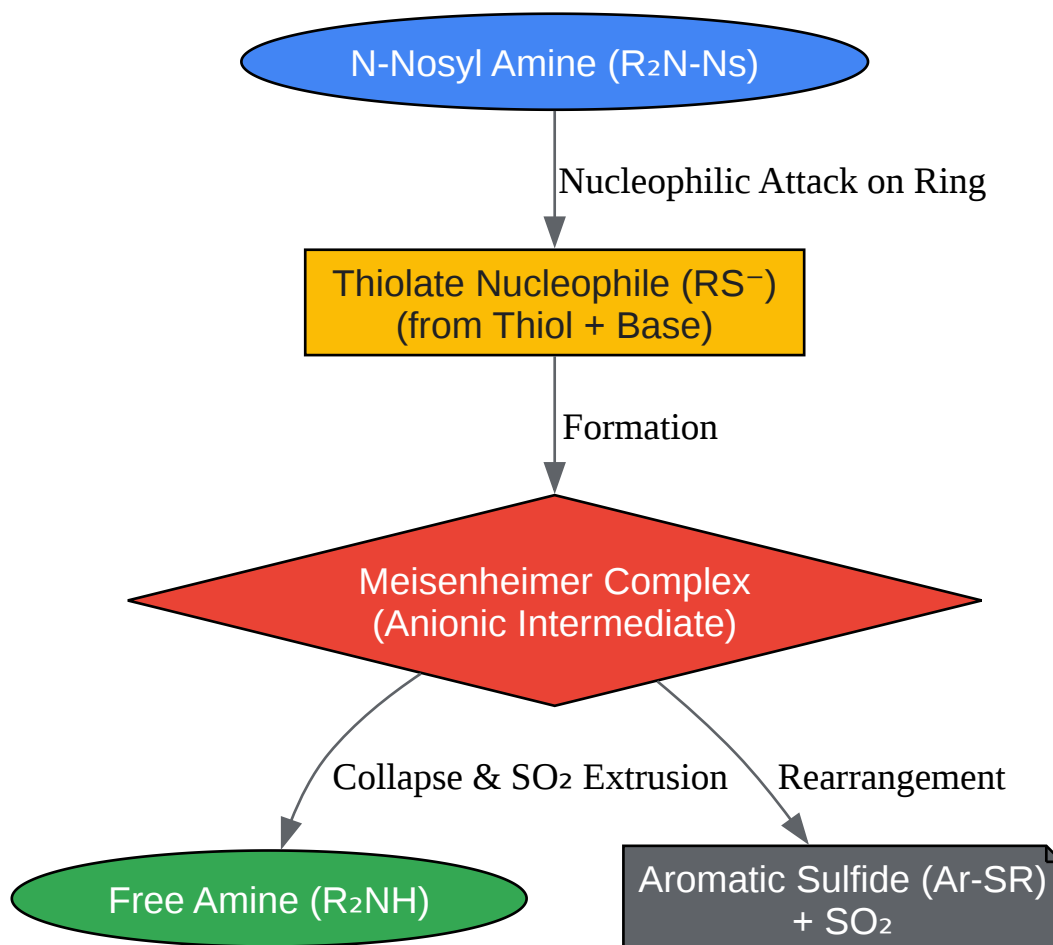 N-Nosyl Amine (R₂N-Ns)
Nucleophilic Attack on Ring
Thiolate Nucleophile (RS⁻)
(from Thiol + Base)
Formation
Meisenheimer Complex
(Anionic Intermediate)
Collapse & SO₂ Extrusion
Rearrangement
Free Amine (R₂NH)
Aromatic Sulfide (Ar-SR)
+ SO₂